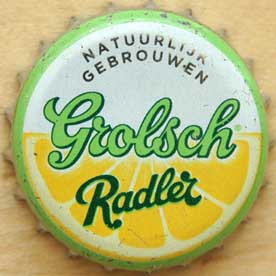 NATUURLIJK
GEBROUWEN
Grolsch
Radler